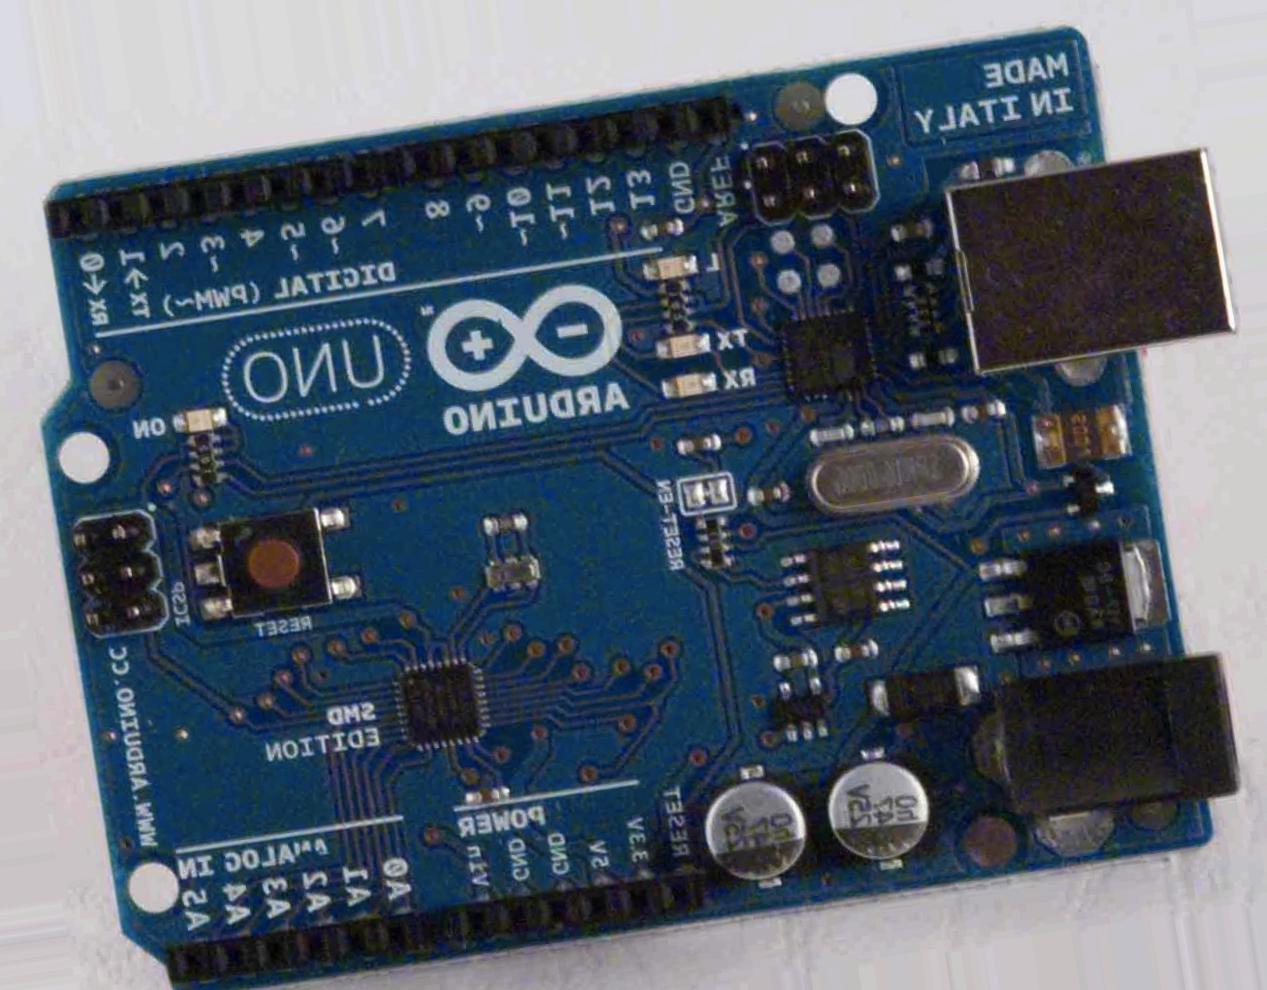 MADE
IN ITALY
AREF
GND
13
12
~11
~10
~9
8
7
~6
~5
4
~3
2
TX→1
RX←0
DIGITAL (PWM~)
L
TX
RX
UNO
ARDUINO
ON
RESET-EN
ICSP
RESET
SMD
EDITION
WWW.ARDUINO.CC
POWER
RESET
3.3V
5V
GND
GND
Vin
ANALOG IN
A0
A1
A2
A3
A4
A5